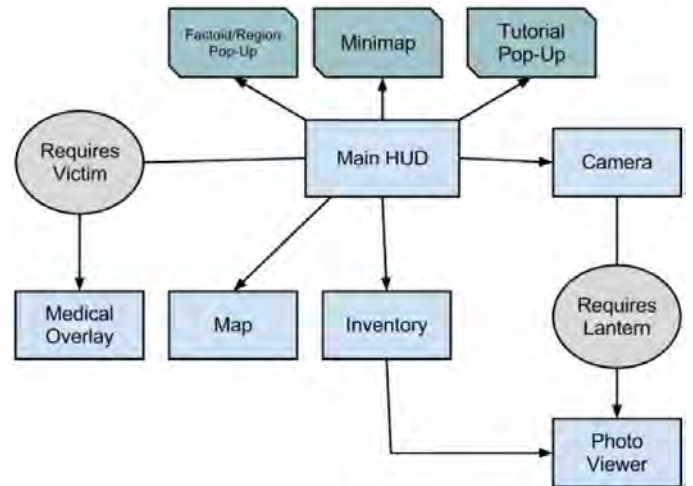 Factoid/Region
Pop-Up
Minimap
Tutorial
Pop-Up
Requires
Victim
Main HUD
Camera
Medical
Overlay
Map
Inventory
Requires
Lantern
Photo
Viewer